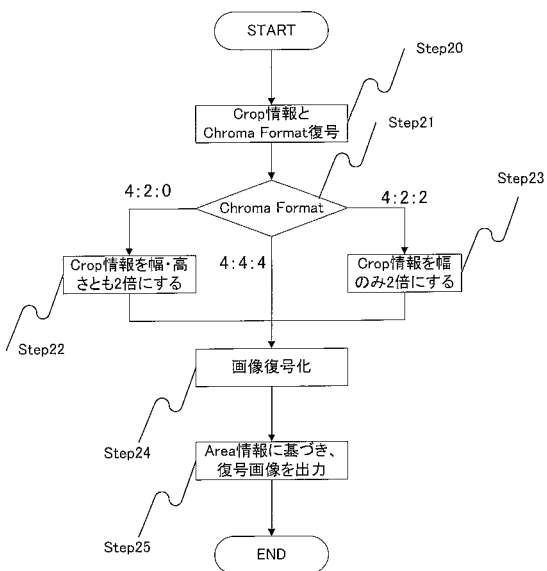 START
Step20
Crop情報と
Chroma Format復号
Step21
4:2:0
Chroma Format
4:2:2
Step23
4:4:4
Crop情報を幅・高
さとも2倍にする
Crop情報を幅
のみ2倍にする
Step22
画像復号化
Step24
Area情報に基づき、
復号画像を出力
Step25
END